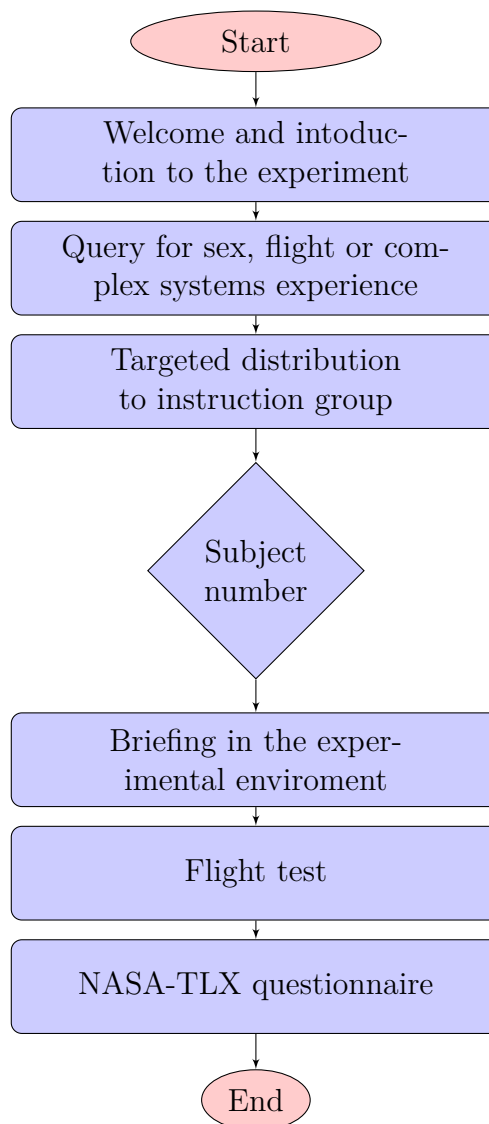 Start
Welcome and intoduc-
tion to the experiment
Query for sex, flight or com-
plex systems experience
Targeted distribution
to instruction group
Subject
number
Briefing in the exper-
imental enviroment
Flight test
NASA-TLX questionnaire
End